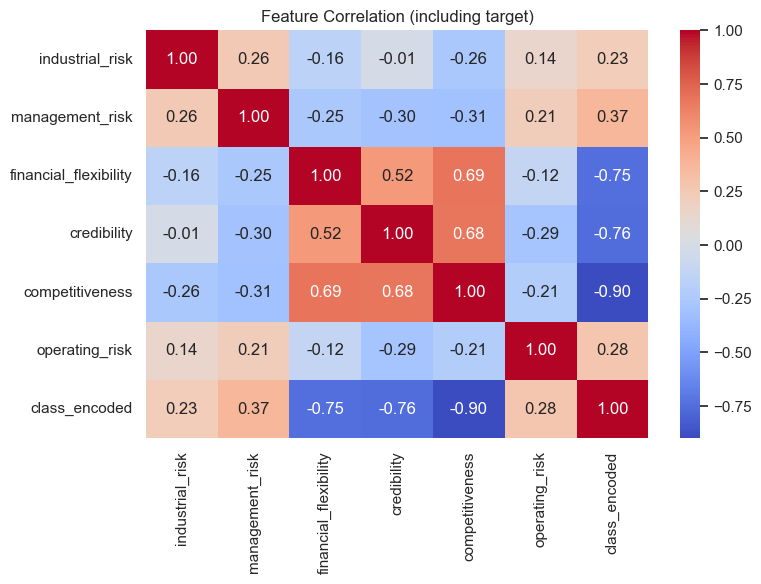 Feature Correlation (including target)
industrial_risk 1.00 0.26 -0.16 -0.01 -0.26 0.14 0.23
management_risk 0.26 1.00 -0.25 -0.30 -0.31 0.21 0.37
financial_flexibility -0.16 -0.25 1.00 0.52 0.69 -0.12 -0.75
credibility -0.01 -0.30 0.52 1.00 0.68 -0.29 -0.76
competitiveness -0.26 -0.31 0.69 0.68 1.00 -0.21 -0.90
operating_risk 0.14 0.21 -0.12 -0.29 -0.21 1.00 0.28
class_encoded 0.23 0.37 -0.75 -0.76 -0.90 0.28 1.00
industrial_risk
management_risk
financial_flexibility
credibility
competitiveness
operating_risk
class_encoded
1.00
0.75
0.50
0.25
0.00
−0.25
−0.50
−0.75